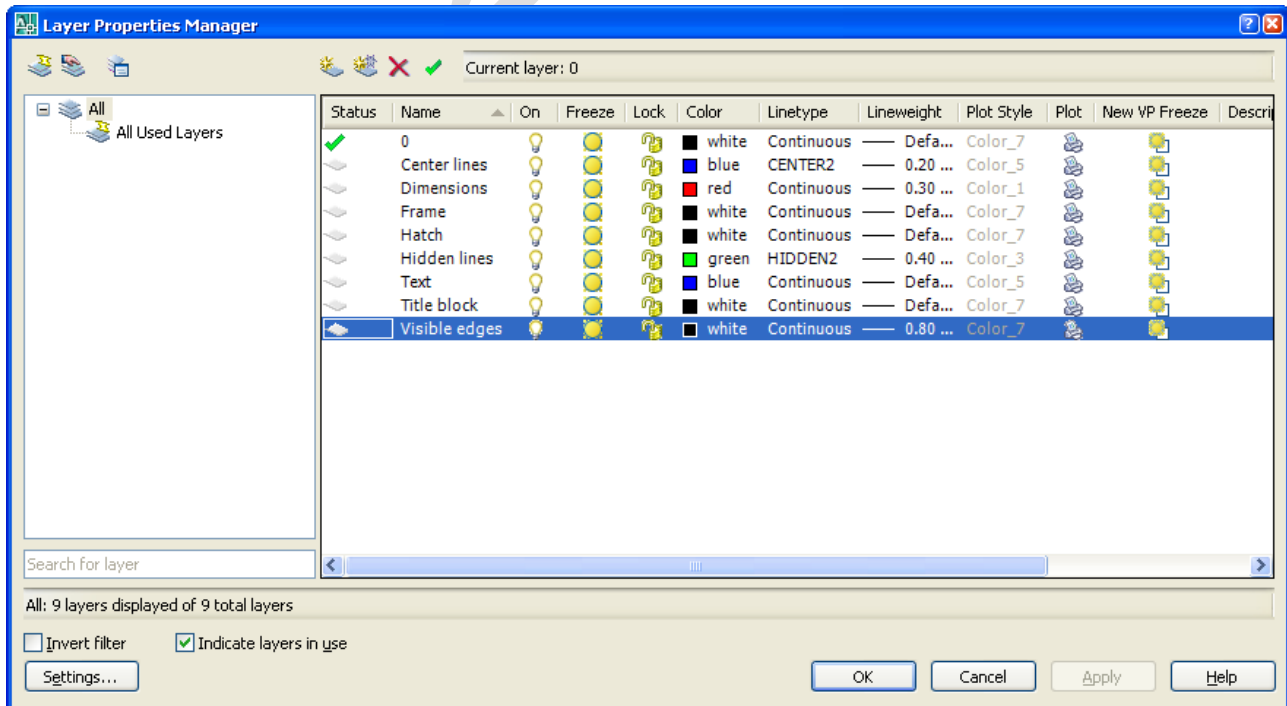 Layer Properties Manager
Current layer: 0
All
All Used Layers
Status Name On Freeze Lock Color Linetype Lineweight Plot Style Plot New VP Freeze Descrip
0 white Continuous Defa... Color_7
Center lines blue CENTER2 0.20 ... Color_5
Dimensions red Continuous 0.30 ... Color_1
Frame white Continuous Defa... Color_7
Hatch white Continuous Defa... Color_7
Hidden lines green HIDDEN2 0.40 ... Color_3
Text blue Continuous Defa... Color_5
Title block white Continuous Defa... Color_7
Visible edges white Continuous 0.80 ... Color_7
Search for layer
All: 9 layers displayed of 9 total layers
Invert filter Indicate layers in use
Settings... OK Cancel Apply Help